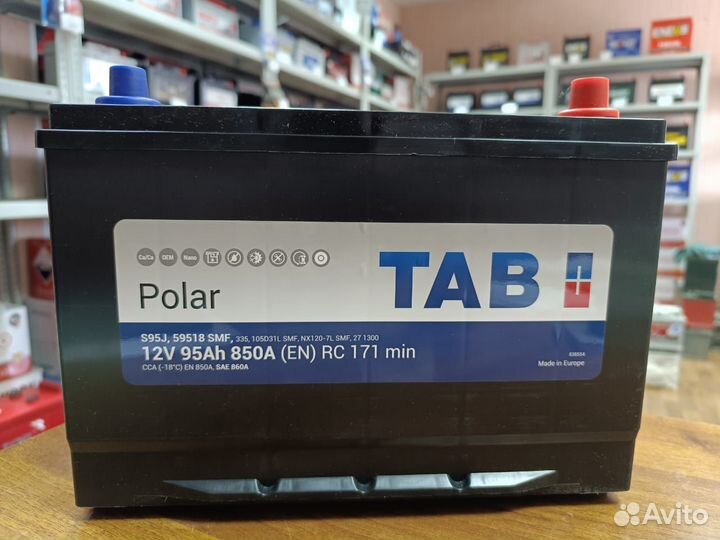 Ca/Ca OEM Nano
TAB
Polar
S95J, 59518 SMF, 335, 105D31L SMF, NX120-7L SMF, 27 1300
12V 95Ah 850A (EN) RC 171 min
CCA (-18°C) EN 850A, SAE 860A
Made in Europe
Avito